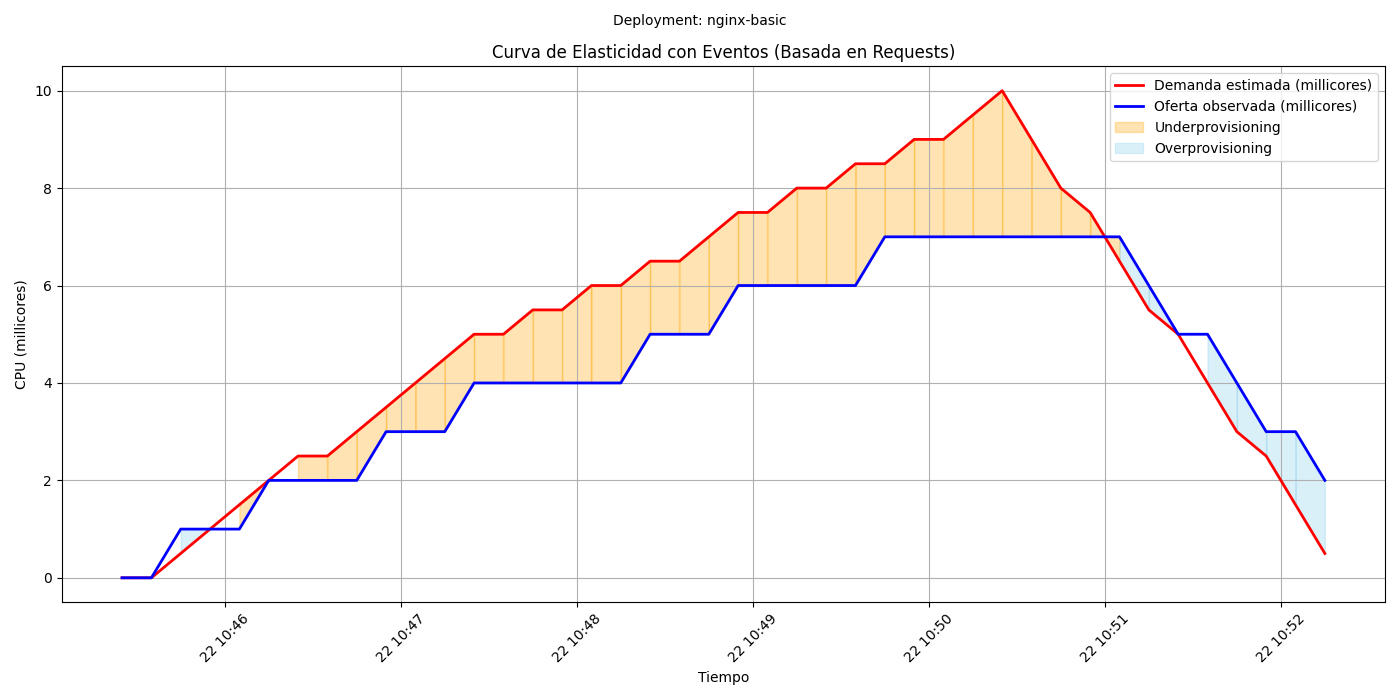 Deployment: nginx-basic
Curva de Elasticidad con Eventos (Basada en Requests)
Demanda estimada (millicores)
Oferta observada (millicores)
Underprovisioning
Overprovisioning
CPU (millicores)
10
8
6
4
2
0
22 10:46
22 10:47
22 10:48
22 10:49
22 10:50
22 10:51
22 10:52
Tiempo